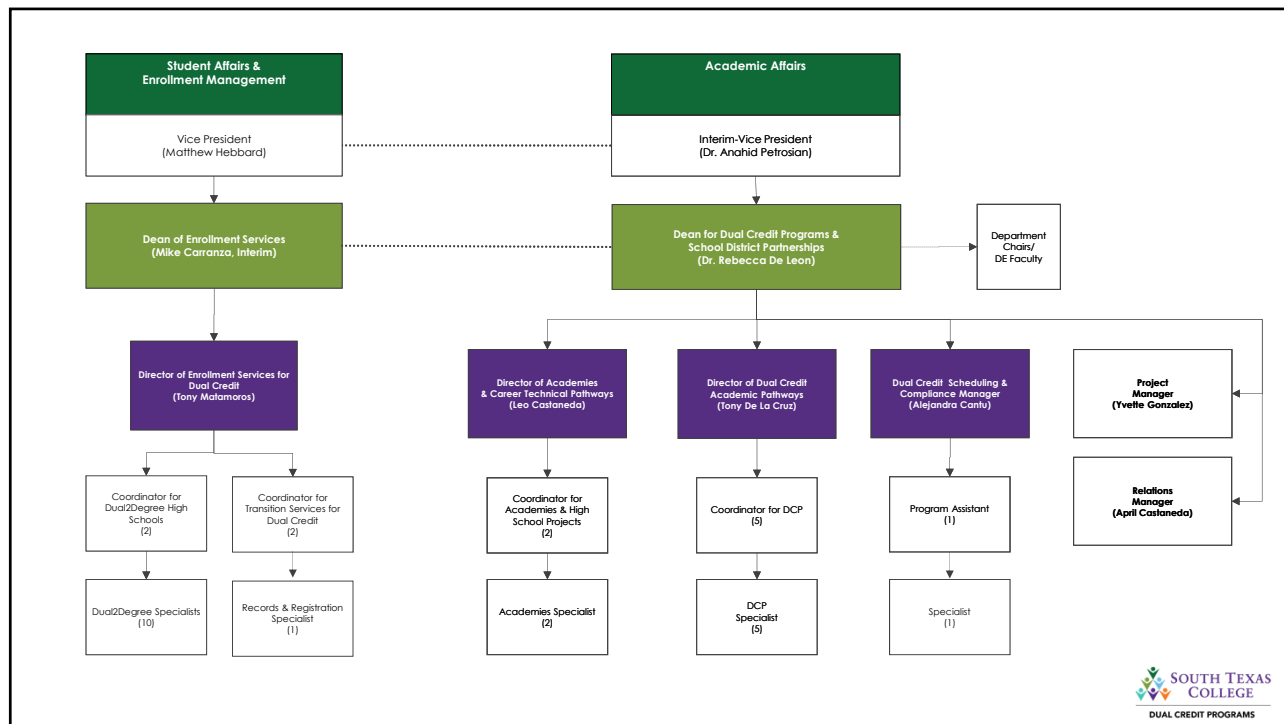 Student Affairs &
Enrollment Management
Academic Affairs
Vice President
(Matthew Hebbard)
Interim-Vice President
(Dr. Anahid Petrosian)
Dean of Enrollment Services
(Mike Carranza, Interim)
Dean for Dual Credit Programs &
School District Partnerships
(Dr. Rebecca De Leon)
Department
Chairs/
DE Faculty
Director of Enrollment Services for
Dual Credit
(Tony Matamoros)
Director of Academies
& Career Technical Pathways
(Leo Castaneda)
Director of Dual Credit
Academic Pathways
(Tony De La Cruz)
Dual Credit Scheduling &
Compliance Manager
(Alejandra Cantu)
Project
Manager
(Yvette Gonzalez)
Relations
Manager
(April Castaneda)
Coordinator for
Dual2Degree High
Schools
(2)
Coordinator for
Transition Services for
Dual Credit
(2)
Coordinator for
Academies & High
School Projects
(2)
Coordinator for DCP
(5)
Program Assistant
(1)
Dual2Degree Specialists
(10)
Records & Registration
Specialist
(1)
Academies Specialist
(2)
DCP
Specialist
(5)
Specialist
(1)
SOUTH TEXAS
COLLEGE
DUAL CREDIT PROGRAMS